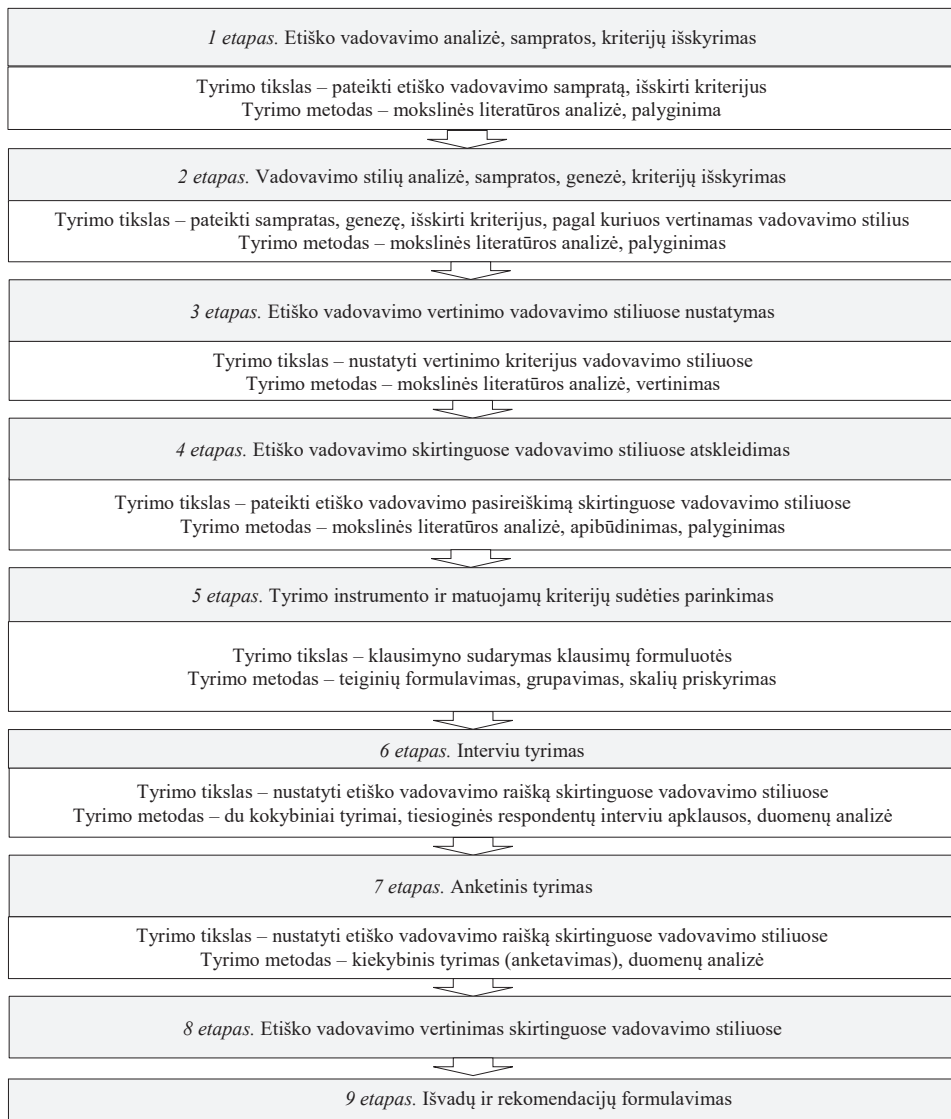 1 etapas. Etiško vadovavimo analizė, sampratos, kriterijų išskyrimas
Tyrimo tikslas – pateikti etiško vadovavimo sampratą, išskirti kriterijus
Tyrimo metodas – mokslinės literatūros analizė, palyginima
2 etapas. Vadovavimo stilių analizė, sampratos, genezė, kriterijų išskyrimas
Tyrimo tikslas – pateikti sampratas, genezę, išskirti kriterijus, pagal kuriuos vertinamas vadovavimo stilius
Tyrimo metodas – mokslinės literatūros analizė, palyginimas
3 etapas. Etiško vadovavimo vertinimo vadovavimo stiliuose nustatymas
Tyrimo tikslas – nustatyti vertinimo kriterijus vadovavimo stiliuose
Tyrimo metodas – mokslinės literatūros analizė, vertinimas
4 etapas. Etiško vadovavimo skirtinguose vadovavimo stiliuose atskleidimas
Tyrimo tikslas – pateikti etiško vadovavimo pasireiškimą skirtinguose vadovavimo stiliuose
Tyrimo metodas – mokslinės literatūros analizė, apibūdinimas, palyginimas
5 etapas. Tyrimo instrumento ir matuojamų kriterijų sudėties parinkimas
Tyrimo tikslas – klausimyno sudarymas klausimų formuluotės
Tyrimo metodas – teiginių formulavimas, grupavimas, skalių priskyrimas
6 etapas. Interviu tyrimas
Tyrimo tikslas – nustatyti etiško vadovavimo raišką skirtinguose vadovavimo stiliuose
Tyrimo metodas – du kokybiniai tyrimai, tiesioginės respondentų interviu apklausos, duomenų analizė
7 etapas. Anketinis tyrimas
Tyrimo tikslas – nustatyti etiško vadovavimo raišką skirtinguose vadovavimo stiliuose
Tyrimo metodas – kiekybinis tyrimas (anketavimas), duomenų analizė
8 etapas. Etiško vadovavimo vertinimas skirtinguose vadovavimo stiliuose
9 etapas. Išvadų ir rekomendacijų formulavimas